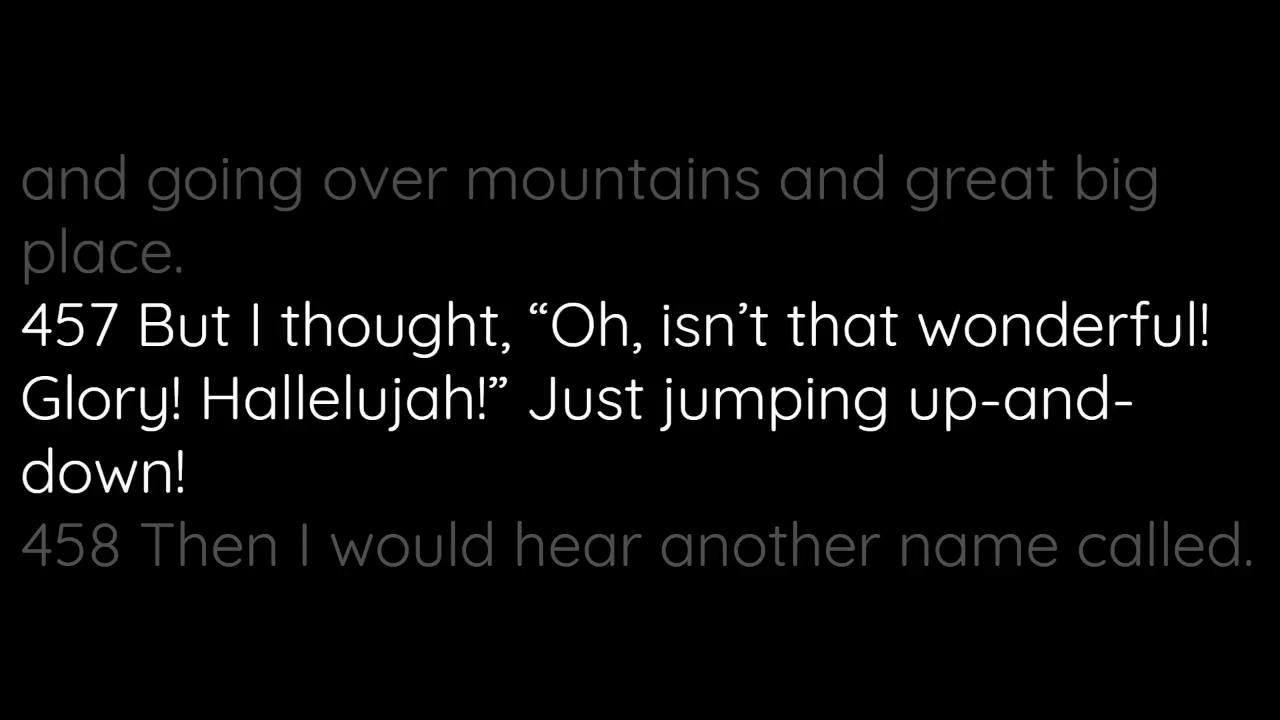 and going over mountains and great big
place.
457 But I thought, “Oh, isn’t that wonderful!
Glory! Hallelujah!” Just jumping up-and-
down!
458 Then I would hear another name called.